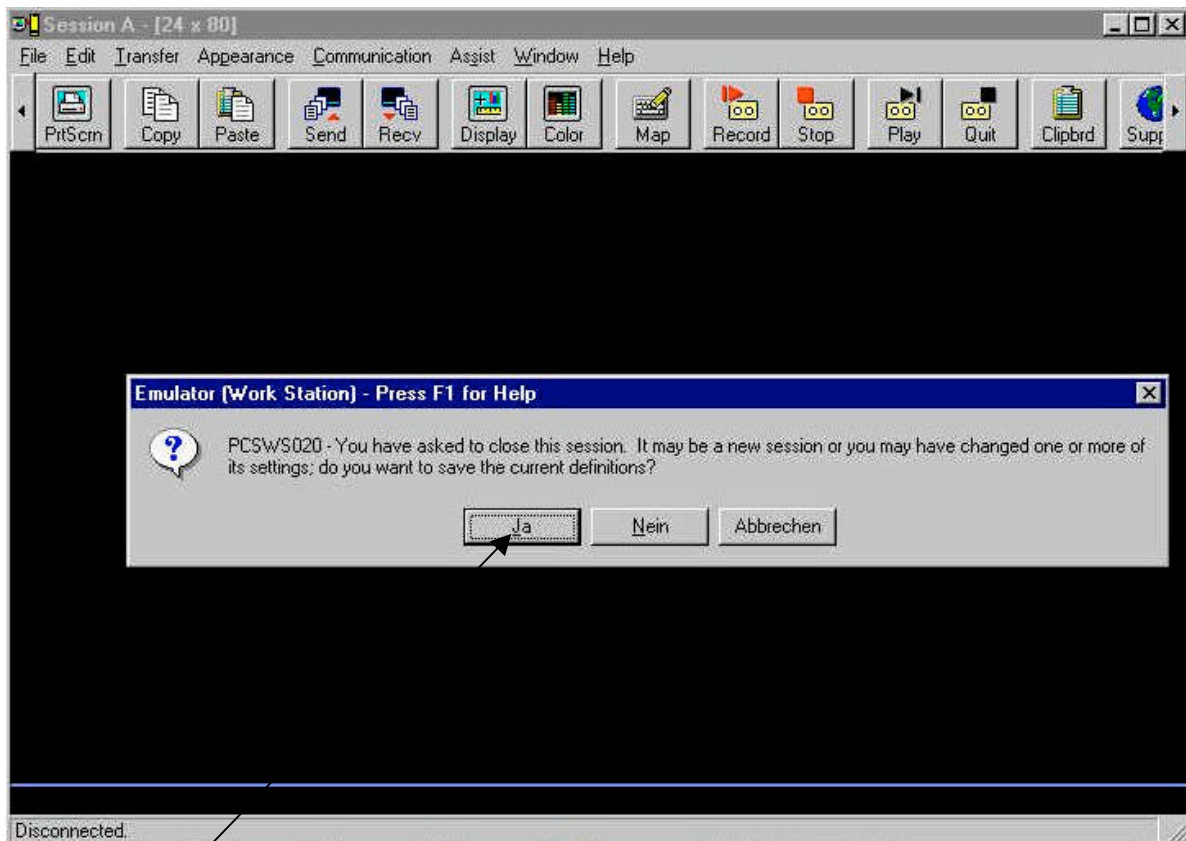 Session A - [24 x 80]
File Edit Transfer Appearance Communication Assist Window Help
PrtScrn Copy Paste Send Recv Display Color Map Record Stop Play Quit Clipbrd Supp
Emulator (Work Station) - Press F1 for Help
PCSWS020 - You have asked to close this session. It may be a new session or you may have changed one or more of
its settings; do you want to save the current definitions?
Ja Nein Abbrechen
Disconnected.